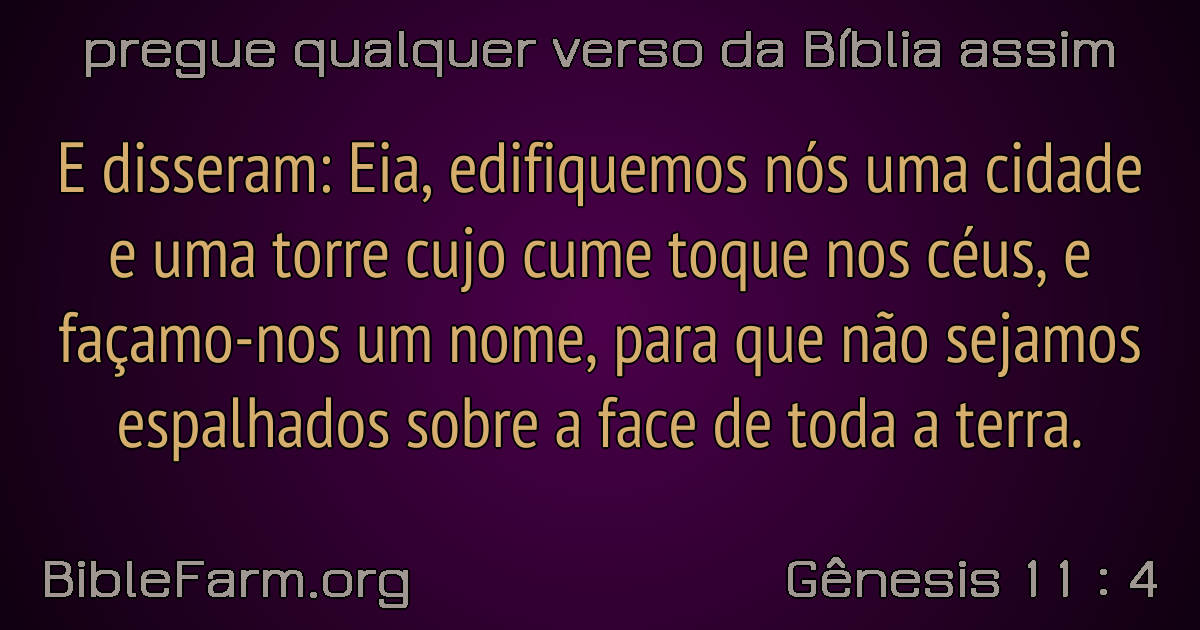 pregue qualquer verso da Bíblia assim
E disseram: Eia, edifiquemos nós uma cidade
e uma torre cujo cume toque nos céus, e
façamo-nos um nome, para que não sejamos
espalhados sobre a face de toda a terra.
BibleFarm.org
Gênesis 11 : 4